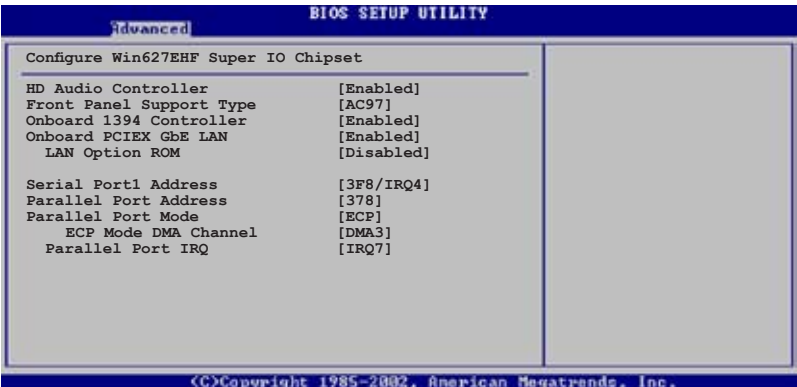 BIOS SETUP UTILITY
Advanced
Configure Win627EHF Super IO Chipset
HD Audio Controller [Enabled]
Front Panel Support Type [AC97]
Onboard 1394 Controller [Enabled]
Onboard PCIEX GbE LAN [Enabled]
LAN Option ROM [Disabled]
Serial Port1 Address [3F8/IRQ4]
Parallel Port Address [378]
Parallel Port Mode [ECP]
ECP Mode DMA Channel [DMA3]
Parallel Port IRQ [IRQ7]
(C)Copyright 1985-2002, American Megatrends, Inc.